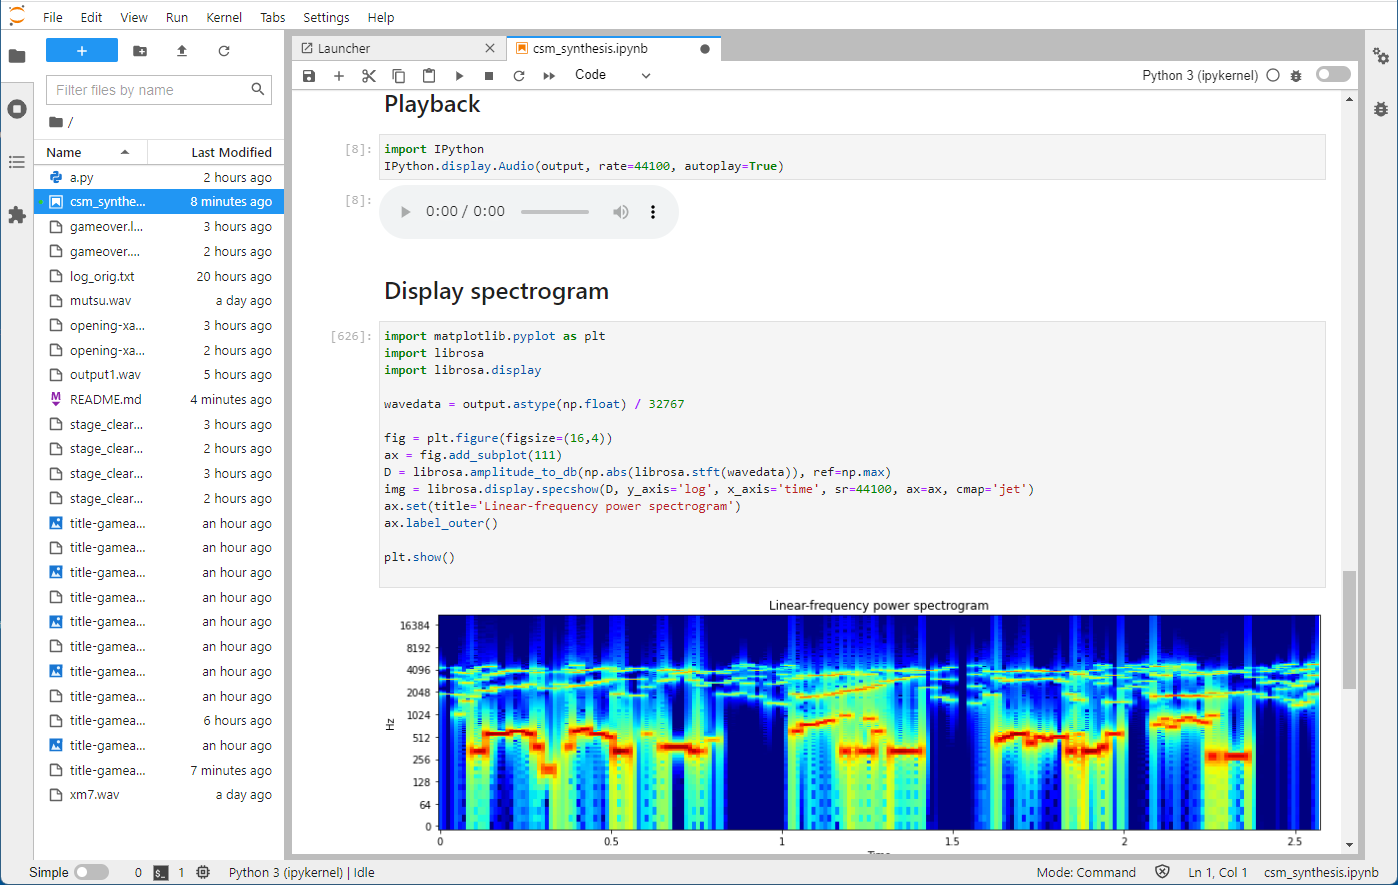 File Edit View Run Kernel Tabs Settings Help
+
Filter files by name
/
Name Last Modified
a.py 2 hours ago
csm_synthe... 8 minutes ago
gameover.l... 3 hours ago
gameover.... 2 hours ago
log_orig.txt 20 hours ago
mutsu.wav a day ago
opening-xa... 3 hours ago
opening-xa... 2 hours ago
output1.wav 5 hours ago
README.md 4 minutes ago
stage_clear... 3 hours ago
stage_clear... 2 hours ago
stage_clear... 3 hours ago
stage_clear... 2 hours ago
title-gamea... an hour ago
title-gamea... an hour ago
title-gamea... an hour ago
title-gamea... an hour ago
title-gamea... an hour ago
title-gamea... an hour ago
title-gamea... an hour ago
title-gamea... an hour ago
title-gamea... 6 hours ago
title-gamea... an hour ago
title-gamea... 7 minutes ago
xm7.wav a day ago
Launcher csm_synthesis.ipynb
Code Python 3 (ipykernel)
Playback
[8]: import IPython
IPython.display.Audio(output, rate=44100, autoplay=True)
[8]: 0:00 / 0:00
Display spectrogram
[626]: import matplotlib.pyplot as plt
import librosa
import librosa.display
wavedata = output.astype(np.float) / 32767
fig = plt.figure(figsize=(16,4))
ax = fig.add_subplot(111)
D = librosa.amplitude_to_db(np.abs(librosa.stft(wavedata)), ref=np.max)
img = librosa.display.specshow(D, y_axis='log', x_axis='time', sr=44100, ax=ax, cmap='jet')
ax.set(title='Linear-frequency power spectrogram')
ax.label_outer()
plt.show()
Linear-frequency power spectrogram
16384
8192
4096
2048
1024
512
256
128
64
0
Hz
0 0.5 1 1.5 2 2.5
Time
Simple 0 $_ 1 Python 3 (ipykernel) | Idle Mode: Command Ln 1, Col 1 csm_synthesis.ipynb